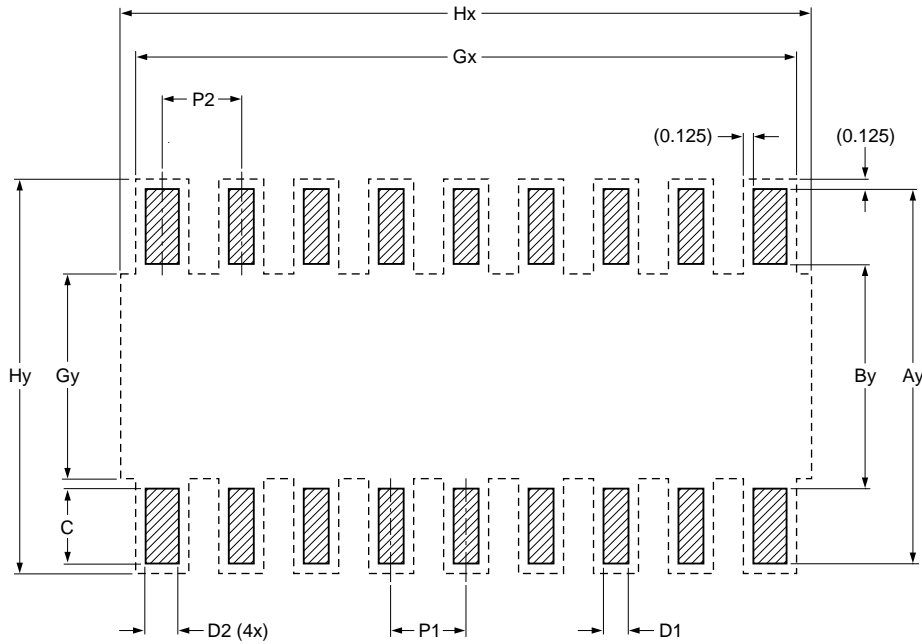 Hx
Gx
P2
(0.125)
(0.125)
Hy
Gy
By
Ay
C
D2 (4x)
P1
D1